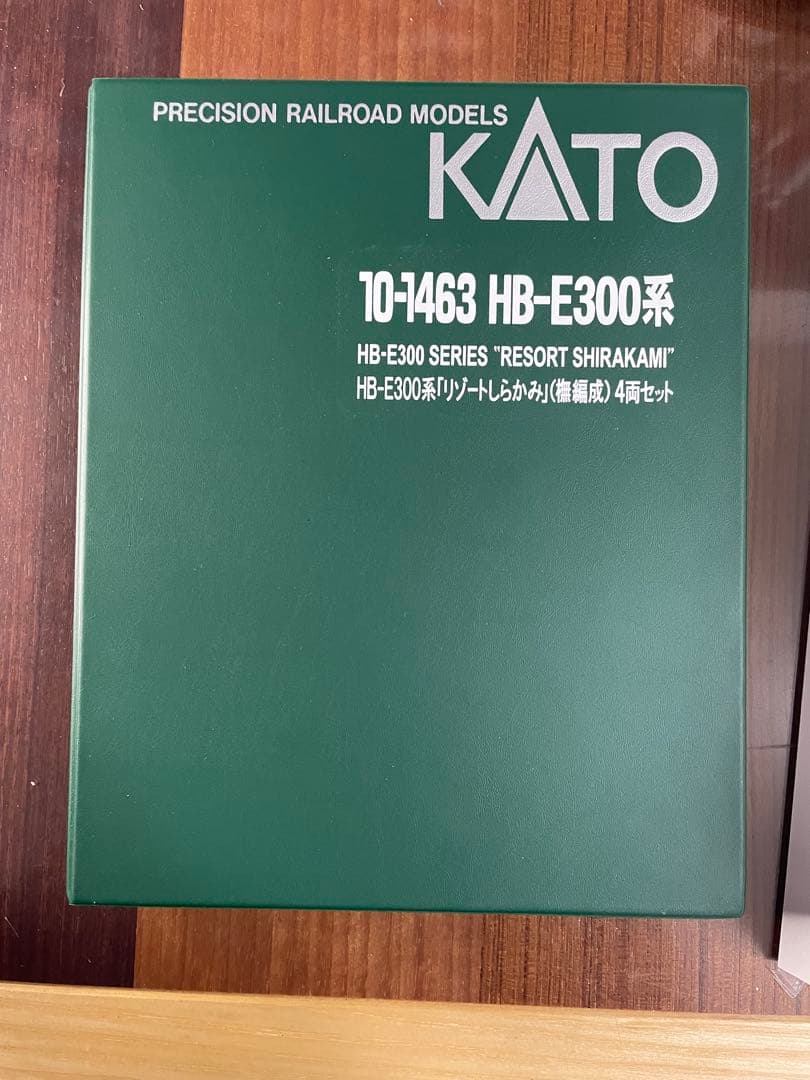 PRECISION RAILROAD MODELS
KATO
10-1463 HB-E300系
HB-E300 SERIES "RESORT SHIRAKAMI"
HB-E300系「リゾートしらかみ」(橅編成) 4両セット